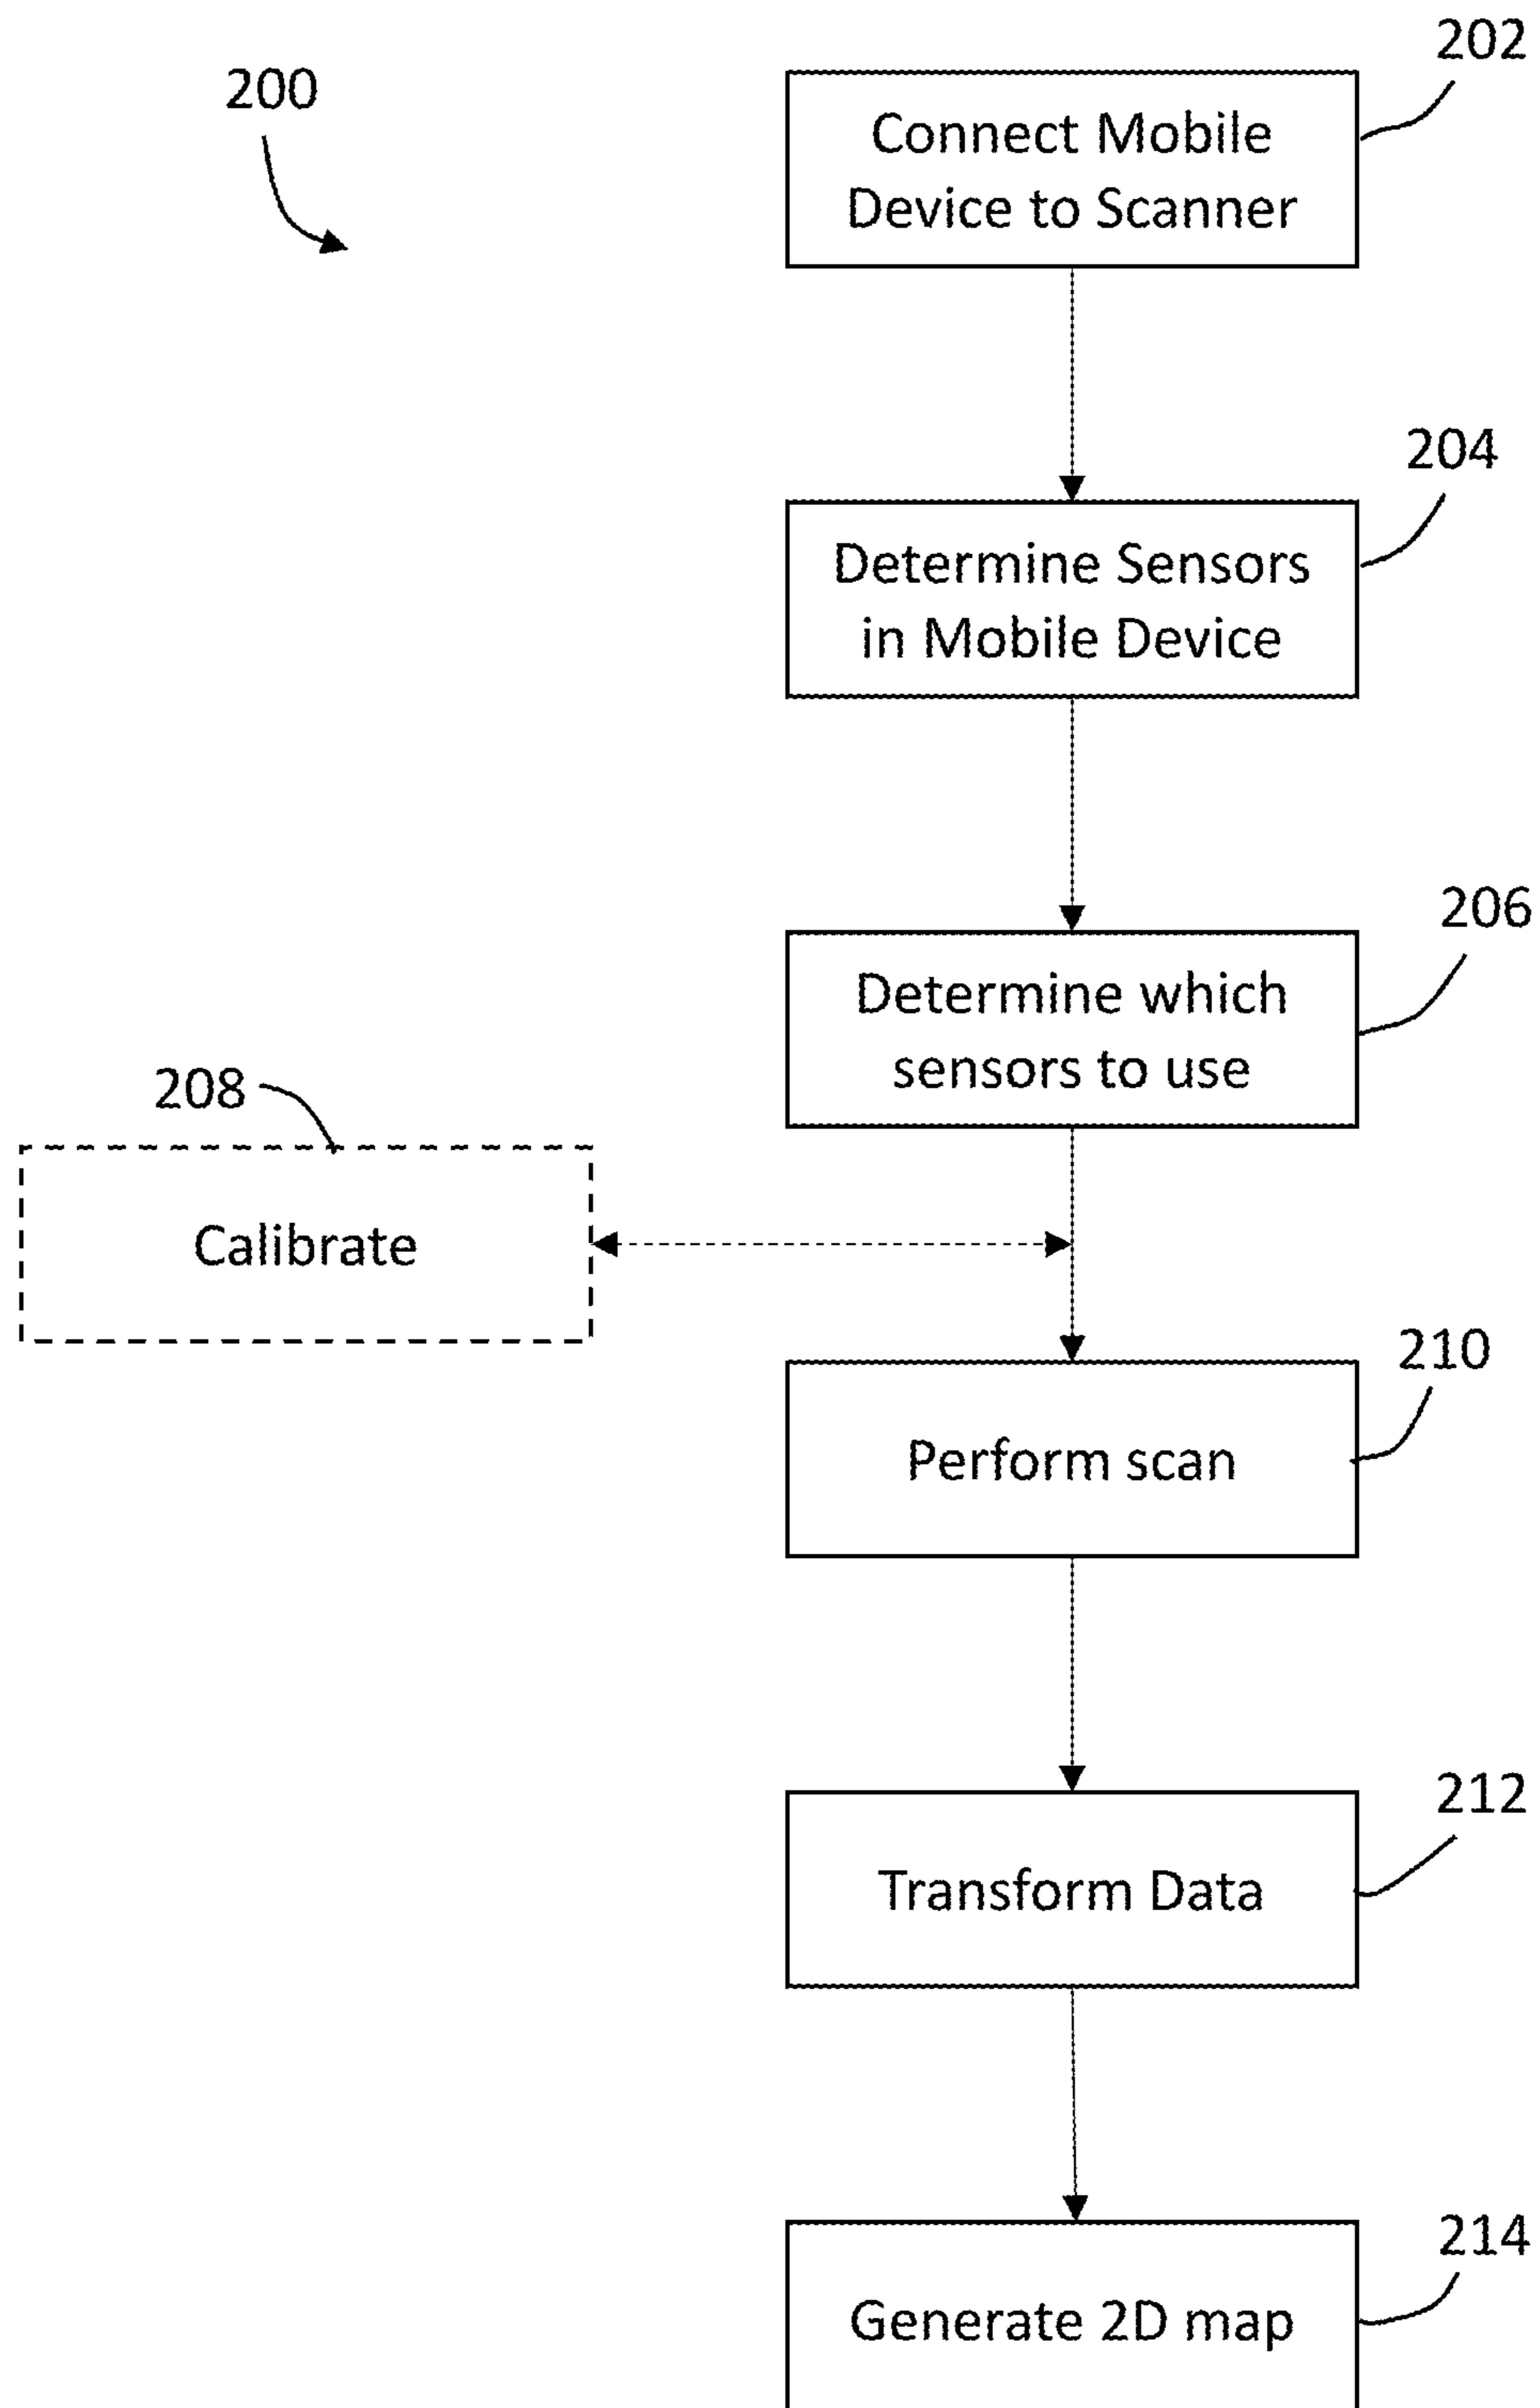 202
200
Connect Mobile
Device to Scanner
204
Determine Sensors
in Mobile Device
206
Determine which
sensors to use
208
Calibrate
210
Perform scan
212
Transform Data
214
Generate 2D map